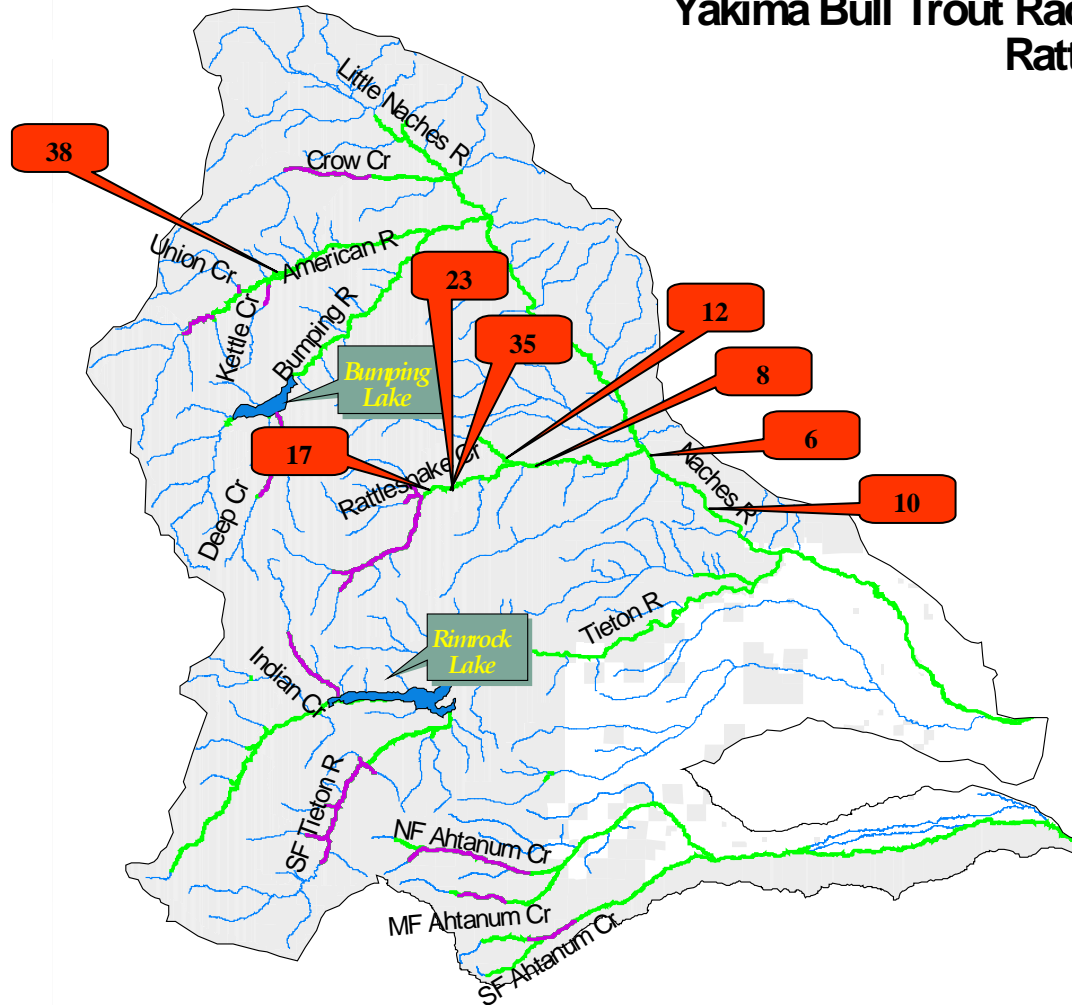 Yakima Bull Trout
Little Naches R
38
Crow Cr
Union Cr
American R
23
Kettle Cr
Bumping R
12
35
Bumping
Lake
8
6
17
Rattlesnake Cr
Naches R
10
Deep Cr
Tieton R
Rimrock
Lake
Indian Cr
SF Tieton R
NF Ahtanum Cr
MF Ahtanum Cr
SF Ahtanum Cr